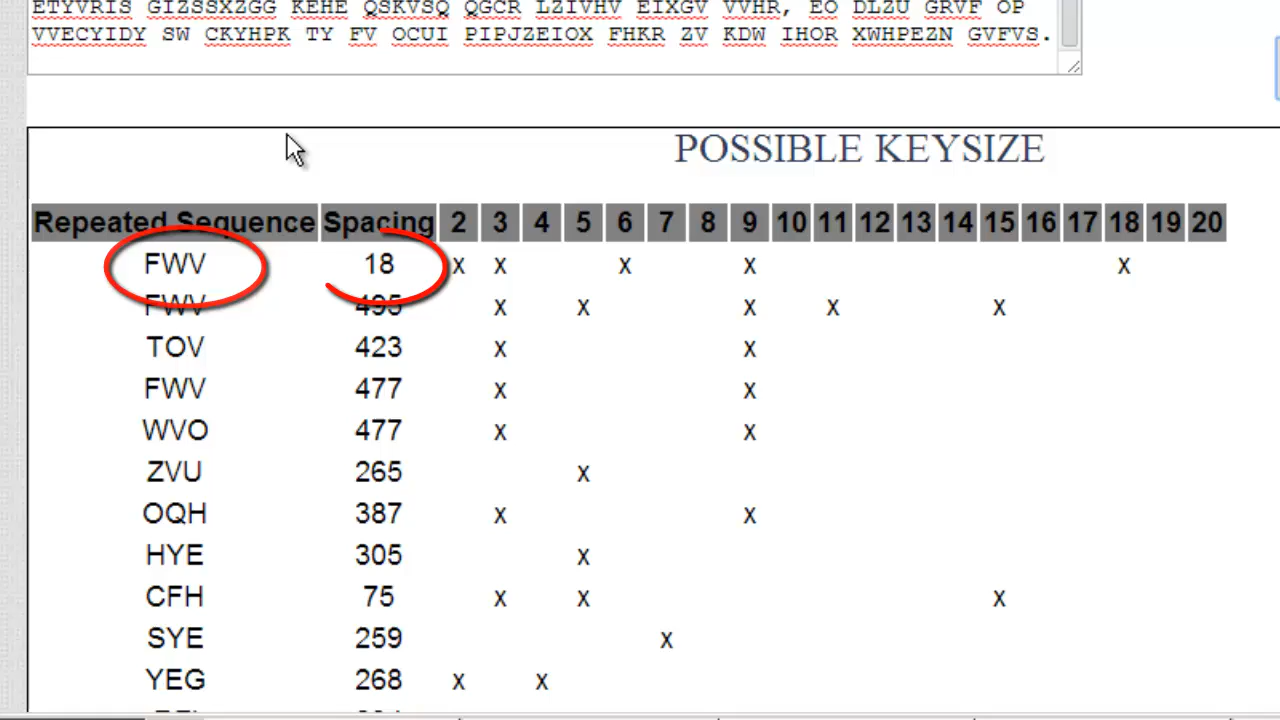 ETYVRIS GIZSSXZGG KEHE QSKVSQ QGCR LZIVHV EIXGV VVHR, EO DLZU GRVF OP
VVECYIDY SW CKYHPK TY FV OCUI PIPJZEIOX FHKR ZV KDW IHOR XWHPEZN GVFVS.
POSSIBLE KEYSIZE
Repeated Sequence Spacing 2 3 4 5 6 7 8 9 10 11 12 13 14 15 16 17 18 19 20
FWV 18 x x x x x
FWV 495 x x x x x
TOV 423 x x
FWV 477 x x
WVO 477 x x
ZVU 265 x
OQH 387 x x
HYE 305 x
CFH 75 x x x
SYE 259 x
YEG 268 x x